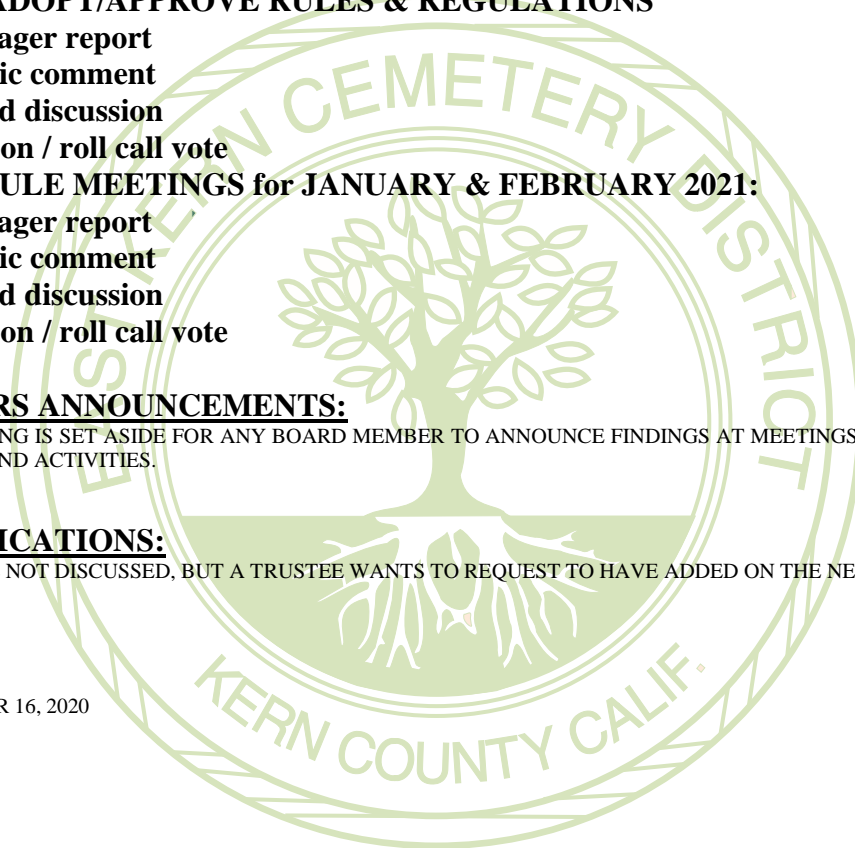 ADOPT/APPROVE RULES & REGULATIONS
ager report
ic comment
d discussion
on / roll call vote
ULE MEETINGS for JANUARY & FEBRUARY 2021:
ager report
ic comment
d discussion
on / roll call vote
RS ANNOUNCEMENTS:
NG IS SET ASIDE FOR ANY BOARD MEMBER TO ANNOUNCE FINDINGS AT MEETINGS
ND ACTIVITIES.
ICATIONS:
NOT DISCUSSED, BUT A TRUSTEE WANTS TO REQUEST TO HAVE ADDED ON THE NE
R 16, 2020
EAST KERN CEMETERY DISTRICT
KERN COUNTY CALIF.